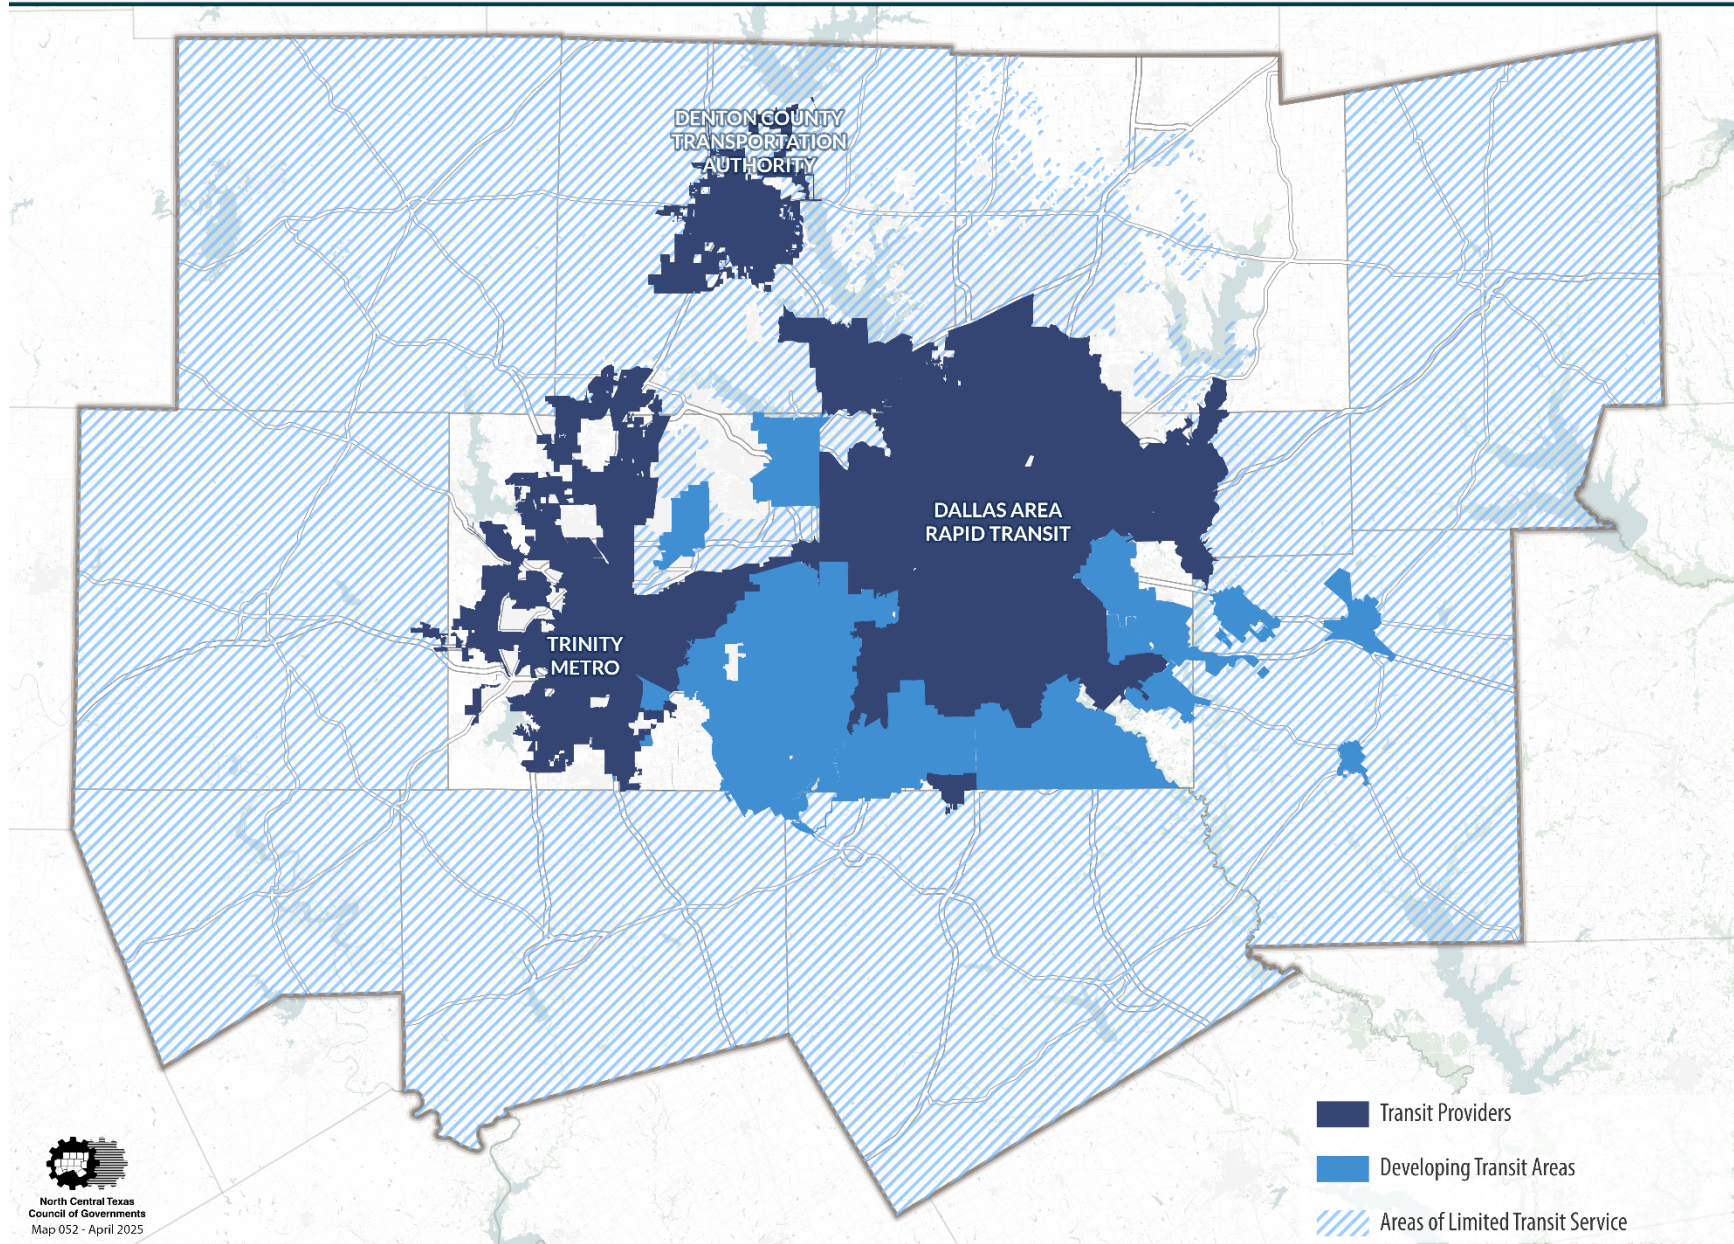 DENTON COUNTY
TRANSPORTATION
AUTHORITY
DALLAS AREA
RAPID TRANSIT
TRINITY
METRO
Transit Providers
Developing Transit Areas
Areas of Limited Transit Service
North Central Texas
Council of Governments
Map 052 - April 2025